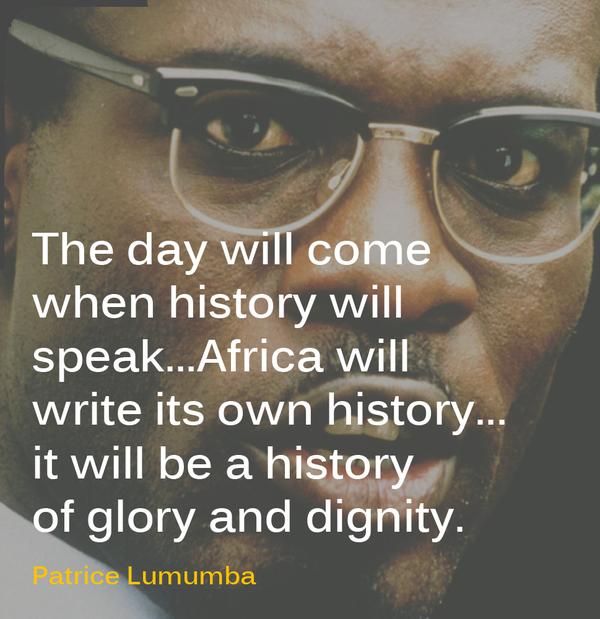 The day will come
when history will
speak...Africa will
write its own history...
it will be a history
of glory and dignity.
Patrice Lumumba